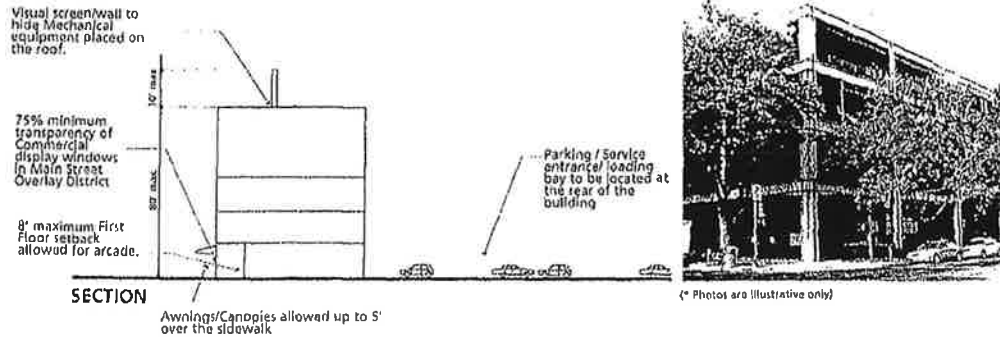 Visual screen/wall to
hide Mechanical
equipment placed on
the roof.
10' max
75% minimum
transparency of
Commercial
display windows
in Main Street
Overlay District
max
8' maximum First
Floor setback
allowed for arcade.
Parking / Service
entrance/ loading
bay to be located at
the rear of the
building
SECTION
Awnings/Canopies allowed up to 5'
over the sidewalk
(* Photos are illustrative only)